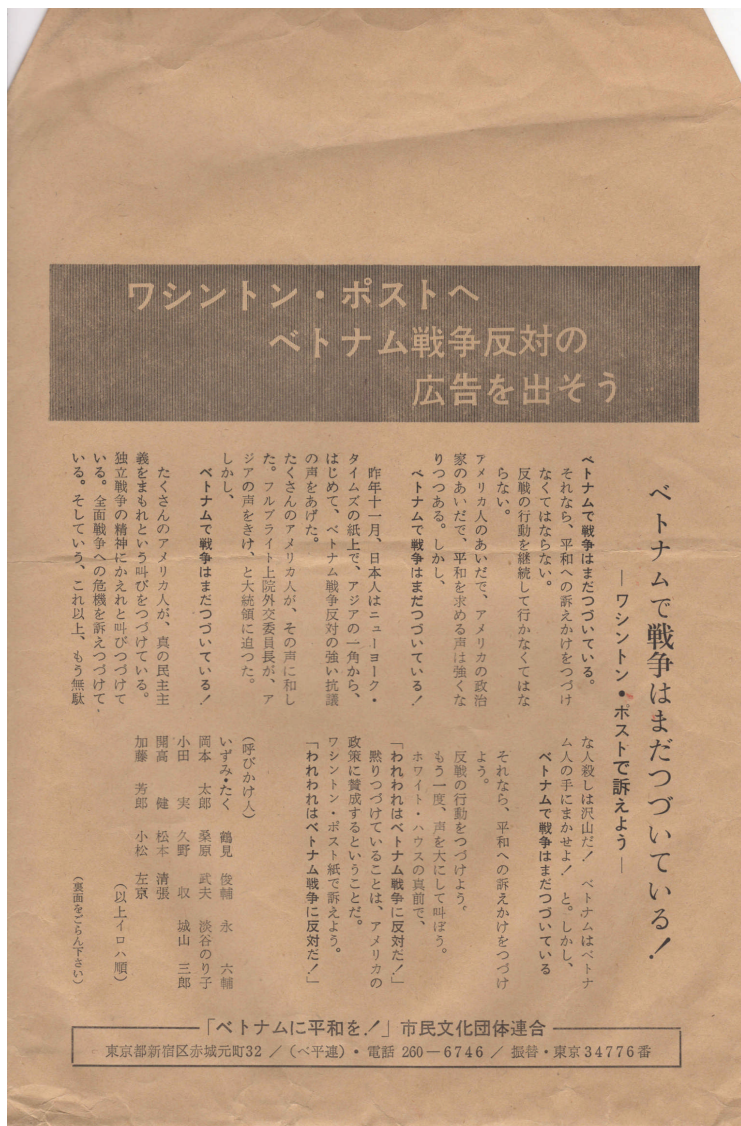 ワシントン・ポストへ
ベトナム戦争反対の
広告を出そう
ベトナムで戦争はまだつづいている！
―ワシントン・ポストで訴えよう―
ベトナムで戦争はまだつづいている。
それなら、平和への訴えかけをつづけ
なくてはならない。
反戦の行動を継続して行かなくてはな
らない。
アメリカ人のあいだで、アメリカの政治
家のあいだで、平和を求める声は強くな
りつつある。しかし、
ベトナムで戦争はまだつづいている！
昨年十一月、日本人はニューヨーク・
タイムズの紙上で、アジアの一角から、
はじめて、ベトナム戦争反対の強い抗議
の声をあげた。
たくさんのアメリカ人が、その声に和し
た。フルブライト上院外交委員長が、ア
ジアの声をきけ、と大統領に迫つた。
しかし、
ベトナムで戦争はまだつづいている！
たくさんのアメリカ人が、真の民主主
義をまもれという叫びをつづけている。
独立戦争の精神にかえれと叫びつづけて
いる。全面戦争への危機を訴えつづけて
いる。そしていう、これ以上、もう無駄
な人殺しは沢山だ！　ベトナムはベトナ
ム人の手にまかせよ！　と。しかし、
ベトナムで戦争はまだつづいている
それなら、平和への訴えかけをつづけ
よう。
反戦の行動をつづけよう。
もう一度、声を大にして叫ぼう。
ホワイト・ハウスの真前で、
「われわれはベトナム戦争に反対だ！」
黙りつづけていることは、アメリカの
政策に賛成するということだ。
ワシントン・ポスト紙で訴えよう。
「われわれはベトナム戦争に反対だ！」
（呼びかけ人）
いずみ・たく　鶴見　俊輔　永　六輔
岡本　太郎　桑原　武夫　淡谷のり子
小田　実　久野　収　城山　三郎
開高　健　松本　清張
加藤　芳郎　小松　左京
（以上イロハ順）
（裏面をごらん下さい）
「ベトナムに平和を！」市民文化団体連合
東京都新宿区赤城元町32 ／（ベ平連）・電話 260－6746 ／ 振替・東京34776番